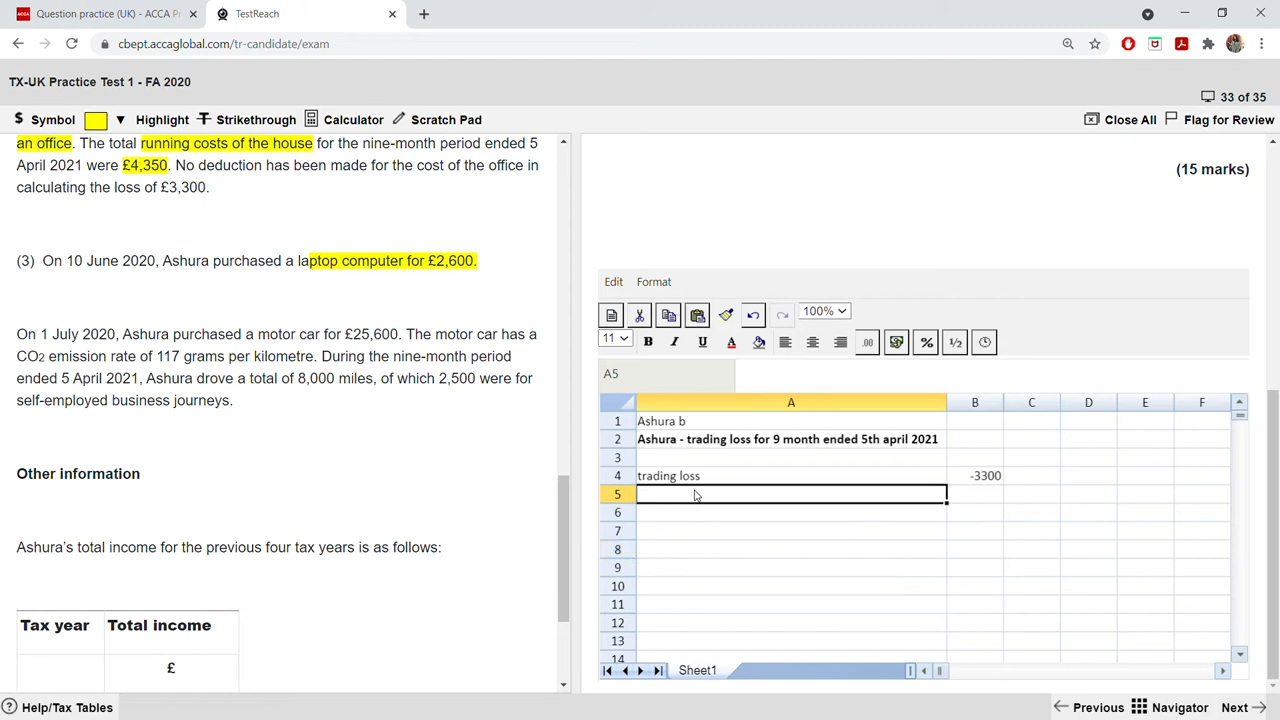 Question practice (UK) - ACCA Pr
TestReach
cbept.accaglobal.com/tr-candidate/exam
TX-UK Practice Test 1 - FA 2020
33 of 35
$ Symbol Highlight Strikethrough Calculator Scratch Pad
Close All Flag for Review
an office. The total running costs of the house for the nine-month period ended 5
April 2021 were £4,350. No deduction has been made for the cost of the office in
calculating the loss of £3,300.
(3) On 10 June 2020, Ashura purchased a laptop computer for £2,600.
On 1 July 2020, Ashura purchased a motor car for £25,600. The motor car has a
CO2 emission rate of 117 grams per kilometre. During the nine-month period
ended 5 April 2021, Ashura drove a total of 8,000 miles, of which 2,500 were for
self-employed business journeys.
Other information
Ashura's total income for the previous four tax years is as follows:
Tax year Total income
£
(15 marks)
Edit Format
100%
11 B I U A .00 % 1/2
A5
A B C D E F
1 Ashura b
2 Ashura - trading loss for 9 month ended 5th april 2021
3
4 trading loss -3300
5
6
7
8
9
10
11
12
13
14
Sheet1
Help/Tax Tables
Previous Navigator Next